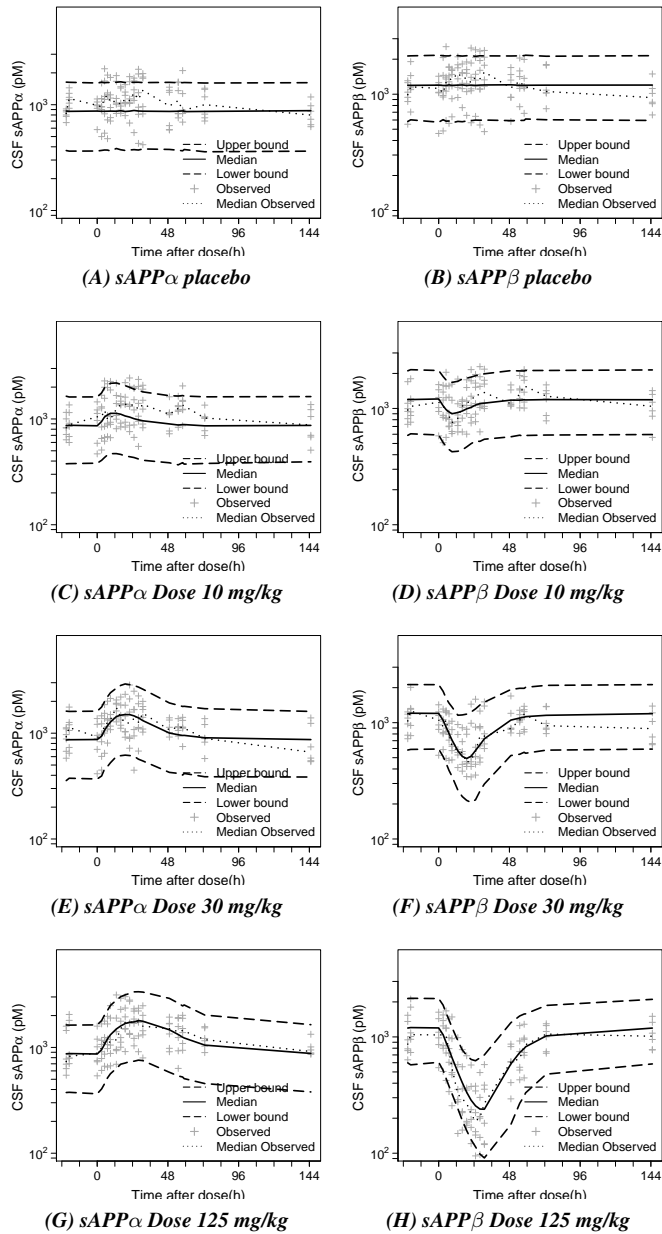 CSF sAPPα (pM)
10³
10²
Upper bound
Median
Lower bound
Observed
Median Observed
0 48 96 144
Time after dose(h)
(A) sAPPα placebo
CSF sAPPβ (pM)
10³
10²
Upper bound
Median
Lower bound
Observed
Median Observed
0 48 96 144
Time after dose(h)
(B) sAPPβ placebo
CSF sAPPα (pM)
10³
10²
Upper bound
Median
Lower bound
Observed
Median Observed
0 48 96 144
Time after dose(h)
(C) sAPPα Dose 10 mg/kg
CSF sAPPβ (pM)
10³
10²
Upper bound
Median
Lower bound
Observed
Median Observed
0 48 96 144
Time after dose(h)
(D) sAPPβ Dose 10 mg/kg
CSF sAPPα (pM)
10³
10²
Upper bound
Median
Lower bound
Observed
Median Observed
0 48 96 144
Time after dose(h)
(E) sAPPα Dose 30 mg/kg
CSF sAPPβ (pM)
10³
10²
Upper bound
Median
Lower bound
Observed
Median Observed
0 48 96 144
Time after dose(h)
(F) sAPPβ Dose 30 mg/kg
CSF sAPPα (pM)
10³
10²
Upper bound
Median
Lower bound
Observed
Median Observed
0 48 96 144
Time after dose(h)
(G) sAPPα Dose 125 mg/kg
CSF sAPPβ (pM)
10³
10²
Upper bound
Median
Lower bound
Observed
Median Observed
0 48 96 144
Time after dose(h)
(H) sAPPβ Dose 125 mg/kg